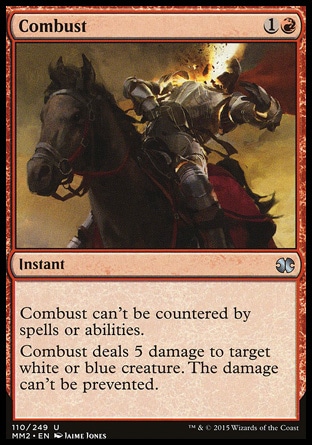 Combust 1
Instant
Combust can't be countered by
spells or abilities.
Combust deals 5 damage to target
white or blue creature. The damage
can't be prevented.
110/249 U
MM2 • EN Jaime Jones
™ & © 2015 Wizards of the Coast